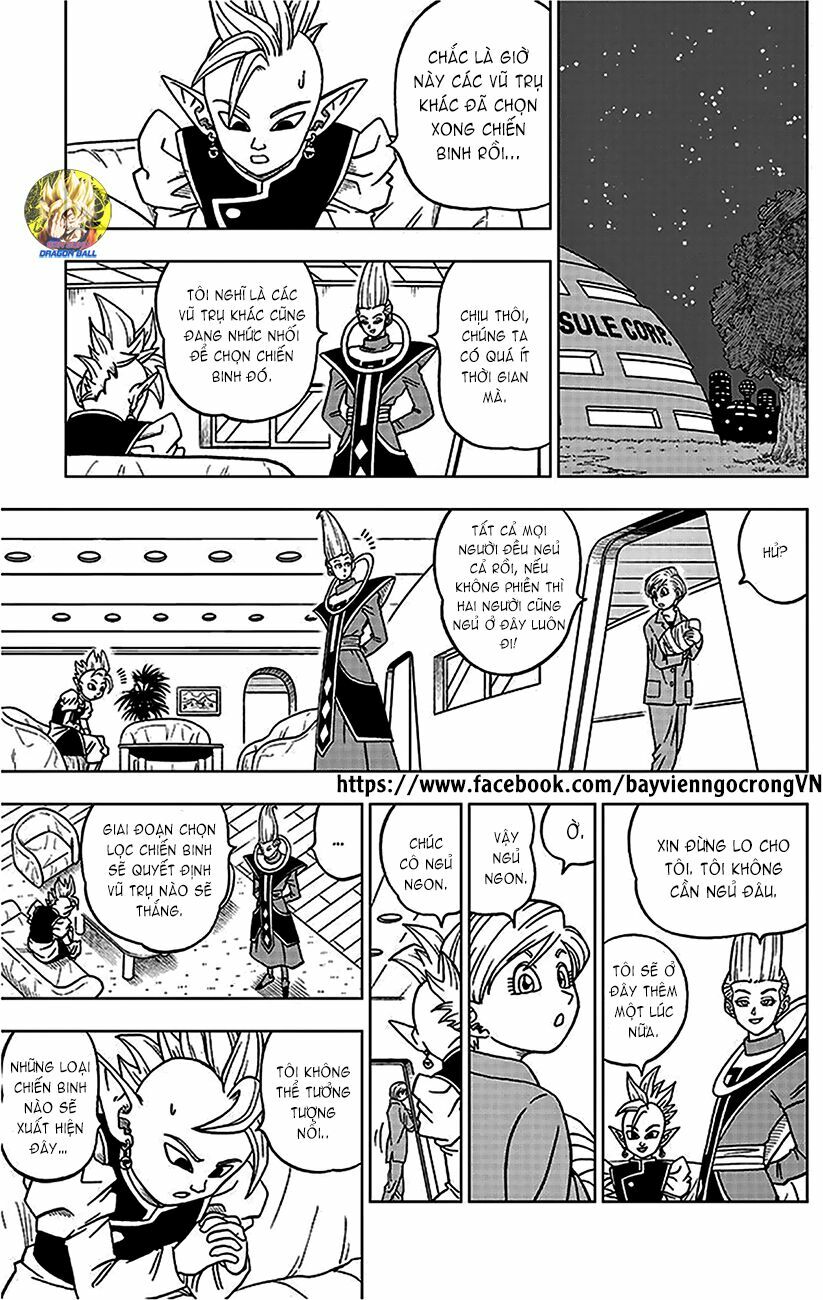 SULE CORP.
CHẮC LÀ GIỜ
NÀY CÁC VŨ TRỤ
KHÁC ĐÃ CHỌN
XONG CHIẾN
BINH RỒI...
DRAGON BALL
CHỊU THÔI,
CHÚNG TA
CÓ QUÁ ÍT
THỜI GIAN
MÀ.
TÔI NGHĨ LÀ CÁC
VŨ TRỤ KHÁC CŨNG
ĐANG NHỨC NHỐI
ĐỂ CHỌN CHIẾN
BINH ĐÓ.
HỬ?
TẤT CẢ MỌI
NGƯỜI ĐỀU NGỦ
CẢ RỒI, NẾU
KHÔNG PHIỀN THÌ
HAI NGƯỜI CŨNG
NGỦ Ở ĐÂY LUÔN
ĐI!
https://www.facebook.com/bayvienngocrongVN
XIN ĐỪNG LO CHO
TÔI, TÔI KHÔNG
CẦN NGỦ ĐÂU.
TÔI SẼ Ở
ĐÂY THÊM
MỘT LÚC
NỮA.
Ờ.
VẬY
NGỦ
NGON.
CHÚC
CÔ NGỦ
NGON.
...
GIAI ĐOẠN CHỌN
LỌC CHIẾN BINH
SẼ QUYẾT ĐỊNH
VŨ TRỤ NÀO SẼ
THẮNG.
TÔI KHÔNG
THỂ TƯỞNG
TƯỢNG
NỔI..
NHỮNG LOẠI
CHIẾN BINH
NÀO SẼ
XUẤT HIỆN
ĐÂY...